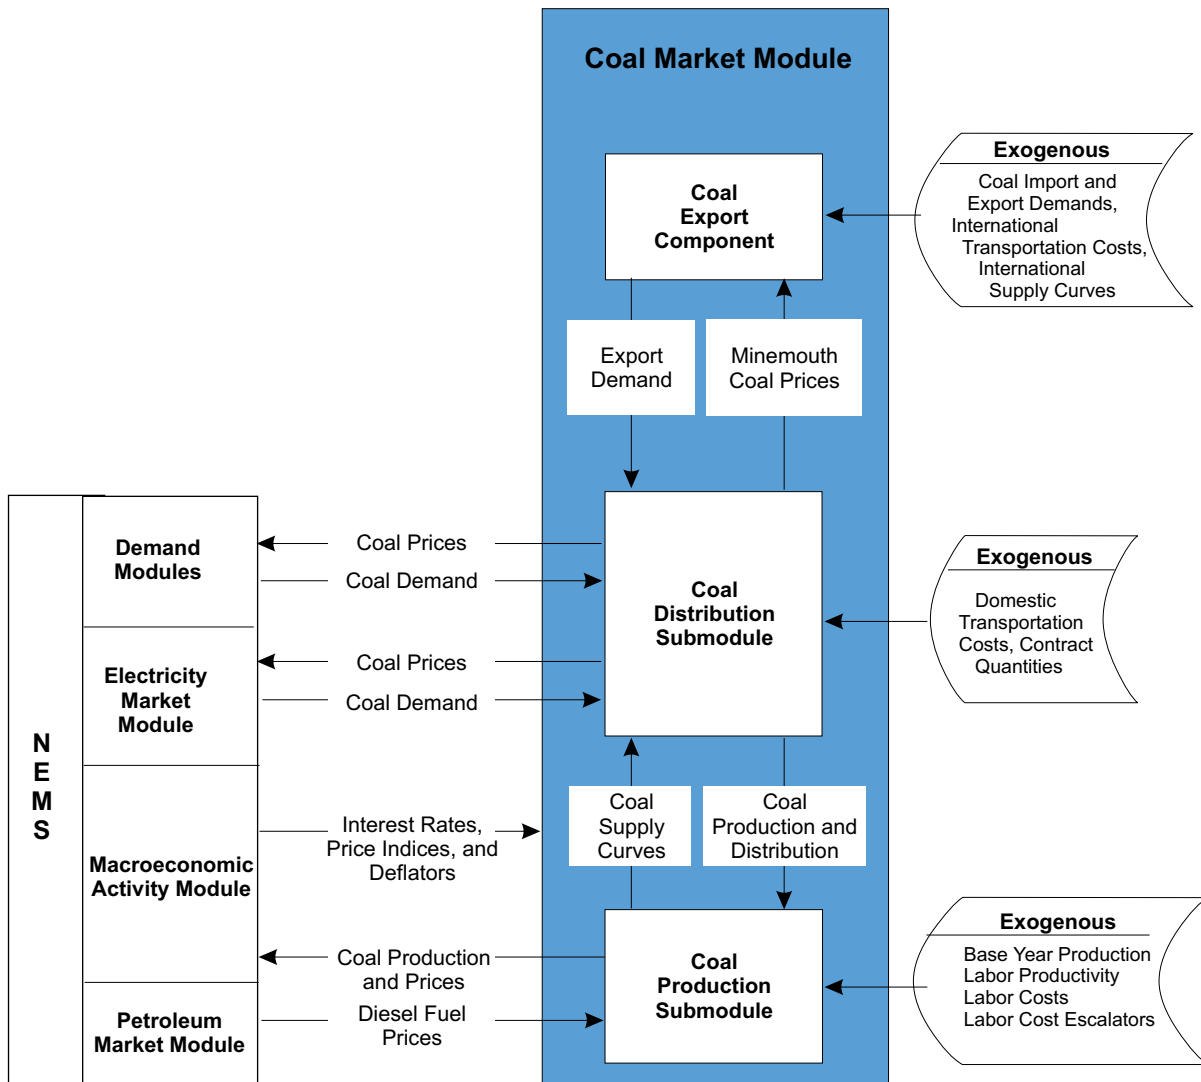 Coal Market Module
Coal
Export
Component
Exogenous
Coal Import and
Export Demands,
International
Transportation Costs,
International
Supply Curves
Export
Demand
Minemouth
Coal Prices
N
E
M
S
Demand
Modules
Coal Prices
Coal Demand
Electricity
Market
Module
Coal Prices
Coal Demand
Coal
Distribution
Submodule
Exogenous
Domestic
Transportation
Costs, Contract
Quantities
Macroeconomic
Activity Module
Interest Rates,
Price Indices, and
Deflators
Coal
Supply
Curves
Coal
Production and
Distribution
Coal Production
and Prices
Petroleum
Market Module
Diesel Fuel
Prices
Coal
Production
Submodule
Exogenous
Base Year Production
Labor Productivity
Labor Costs
Labor Cost Escalators